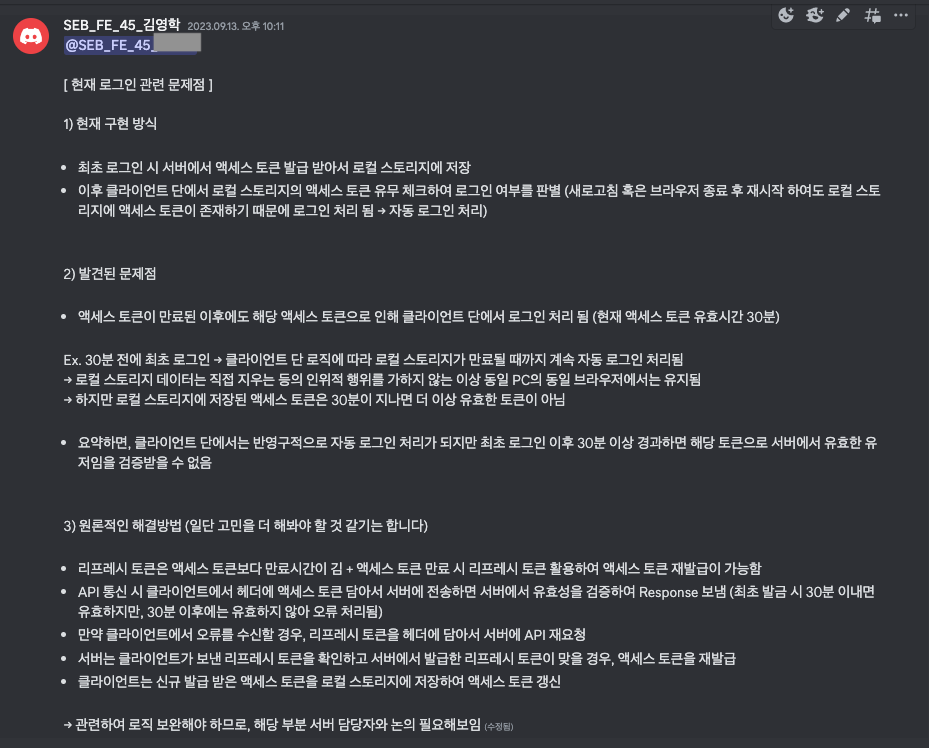 SEB_FE_45_김영학 2023.09.13. 오후 10:11
@SEB_FE_45_
[ 현재 로그인 관련 문제점 ]
1) 현재 구현 방식
• 최초 로그인 시 서버에서 액세스 토큰 발급 받아서 로컬 스토리지에 저장
• 이후 클라이언트 단에서 로컬 스토리지의 액세스 토큰 유무 체크하여 로그인 여부를 판별 (새로고침 혹은 브라우저 종료 후 재시작 하여도 로컬 스토
리지에 액세스 토큰이 존재하기 때문에 로그인 처리 됨 → 자동 로그인 처리)
2) 발견된 문제점
• 액세스 토큰이 만료된 이후에도 해당 액세스 토큰으로 인해 클라이언트 단에서 로그인 처리 됨 (현재 액세스 토큰 유효시간 30분)
Ex. 30분 전에 최초 로그인 → 클라이언트 단 로직에 따라 로컬 스토리지가 만료될 때까지 계속 자동 로그인 처리됨
→ 로컬 스토리지 데이터는 직접 지우는 등의 인위적 행위를 가하지 않는 이상 동일 PC의 동일 브라우저에서는 유지됨
→ 하지만 로컬 스토리지에 저장된 액세스 토큰은 30분이 지나면 더 이상 유효한 토큰이 아님
• 요약하면, 클라이언트 단에서는 반영구적으로 자동 로그인 처리가 되지만 최초 로그인 이후 30분 이상 경과하면 해당 토큰으로 서버에서 유효한 유
저임을 검증받을 수 없음
3) 원론적인 해결방법 (일단 고민을 더 해봐야 할 것 같기는 합니다)
• 리프레시 토큰은 액세스 토큰보다 만료시간이 김 + 액세스 토큰 만료 시 리프레시 토큰 활용하여 액세스 토큰 재발급이 가능함
• API 통신 시 클라이언트에서 헤더에 액세스 토큰 담아서 서버에 전송하면 서버에서 유효성을 검증하여 Response 보냄 (최초 발금 시 30분 이내면
유효하지만, 30분 이후에는 유효하지 않아 오류 처리됨)
• 만약 클라이언트에서 오류를 수신할 경우, 리프레시 토큰을 헤더에 담아서 서버에 API 재요청
• 서버는 클라이언트가 보낸 리프레시 토큰을 확인하고 서버에서 발급한 리프레시 토큰이 맞을 경우, 액세스 토큰을 재발급
• 클라이언트는 신규 발급 받은 액세스 토큰을 로컬 스토리지에 저장하여 액세스 토큰 갱신
→ 관련하여 로직 보완해야 하므로, 해당 부분 서버 담당자와 논의 필요해보임 (수정됨)